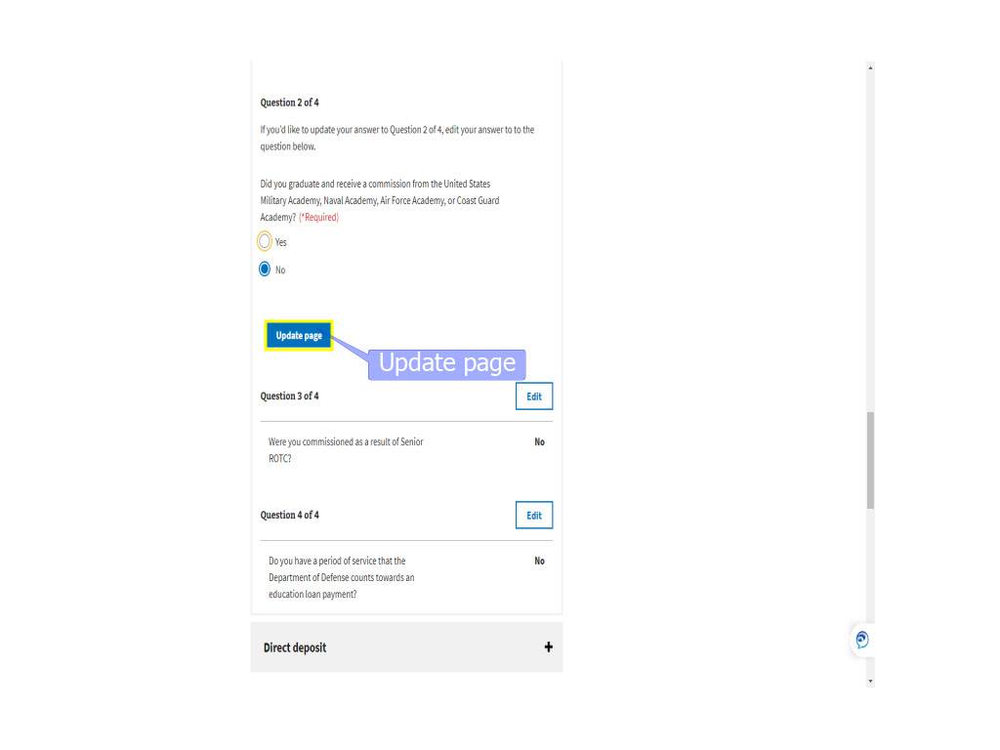 Question 2 of 4
If you'd like to update your answer to Question 2 of 4, edit your answer to to the
question below.
Did you graduate and receive a commission from the United States
Military Academy, Naval Academy, Air Force Academy, or Coast Guard
Academy? (*Required)
Yes
No
Update page
Update page
Question 3 of 4
Edit
Were you commissioned as a result of Senior
ROTC?
No
Question 4 of 4
Edit
Do you have a period of service that the
Department of Defense counts towards an
education loan payment?
No
Direct deposit